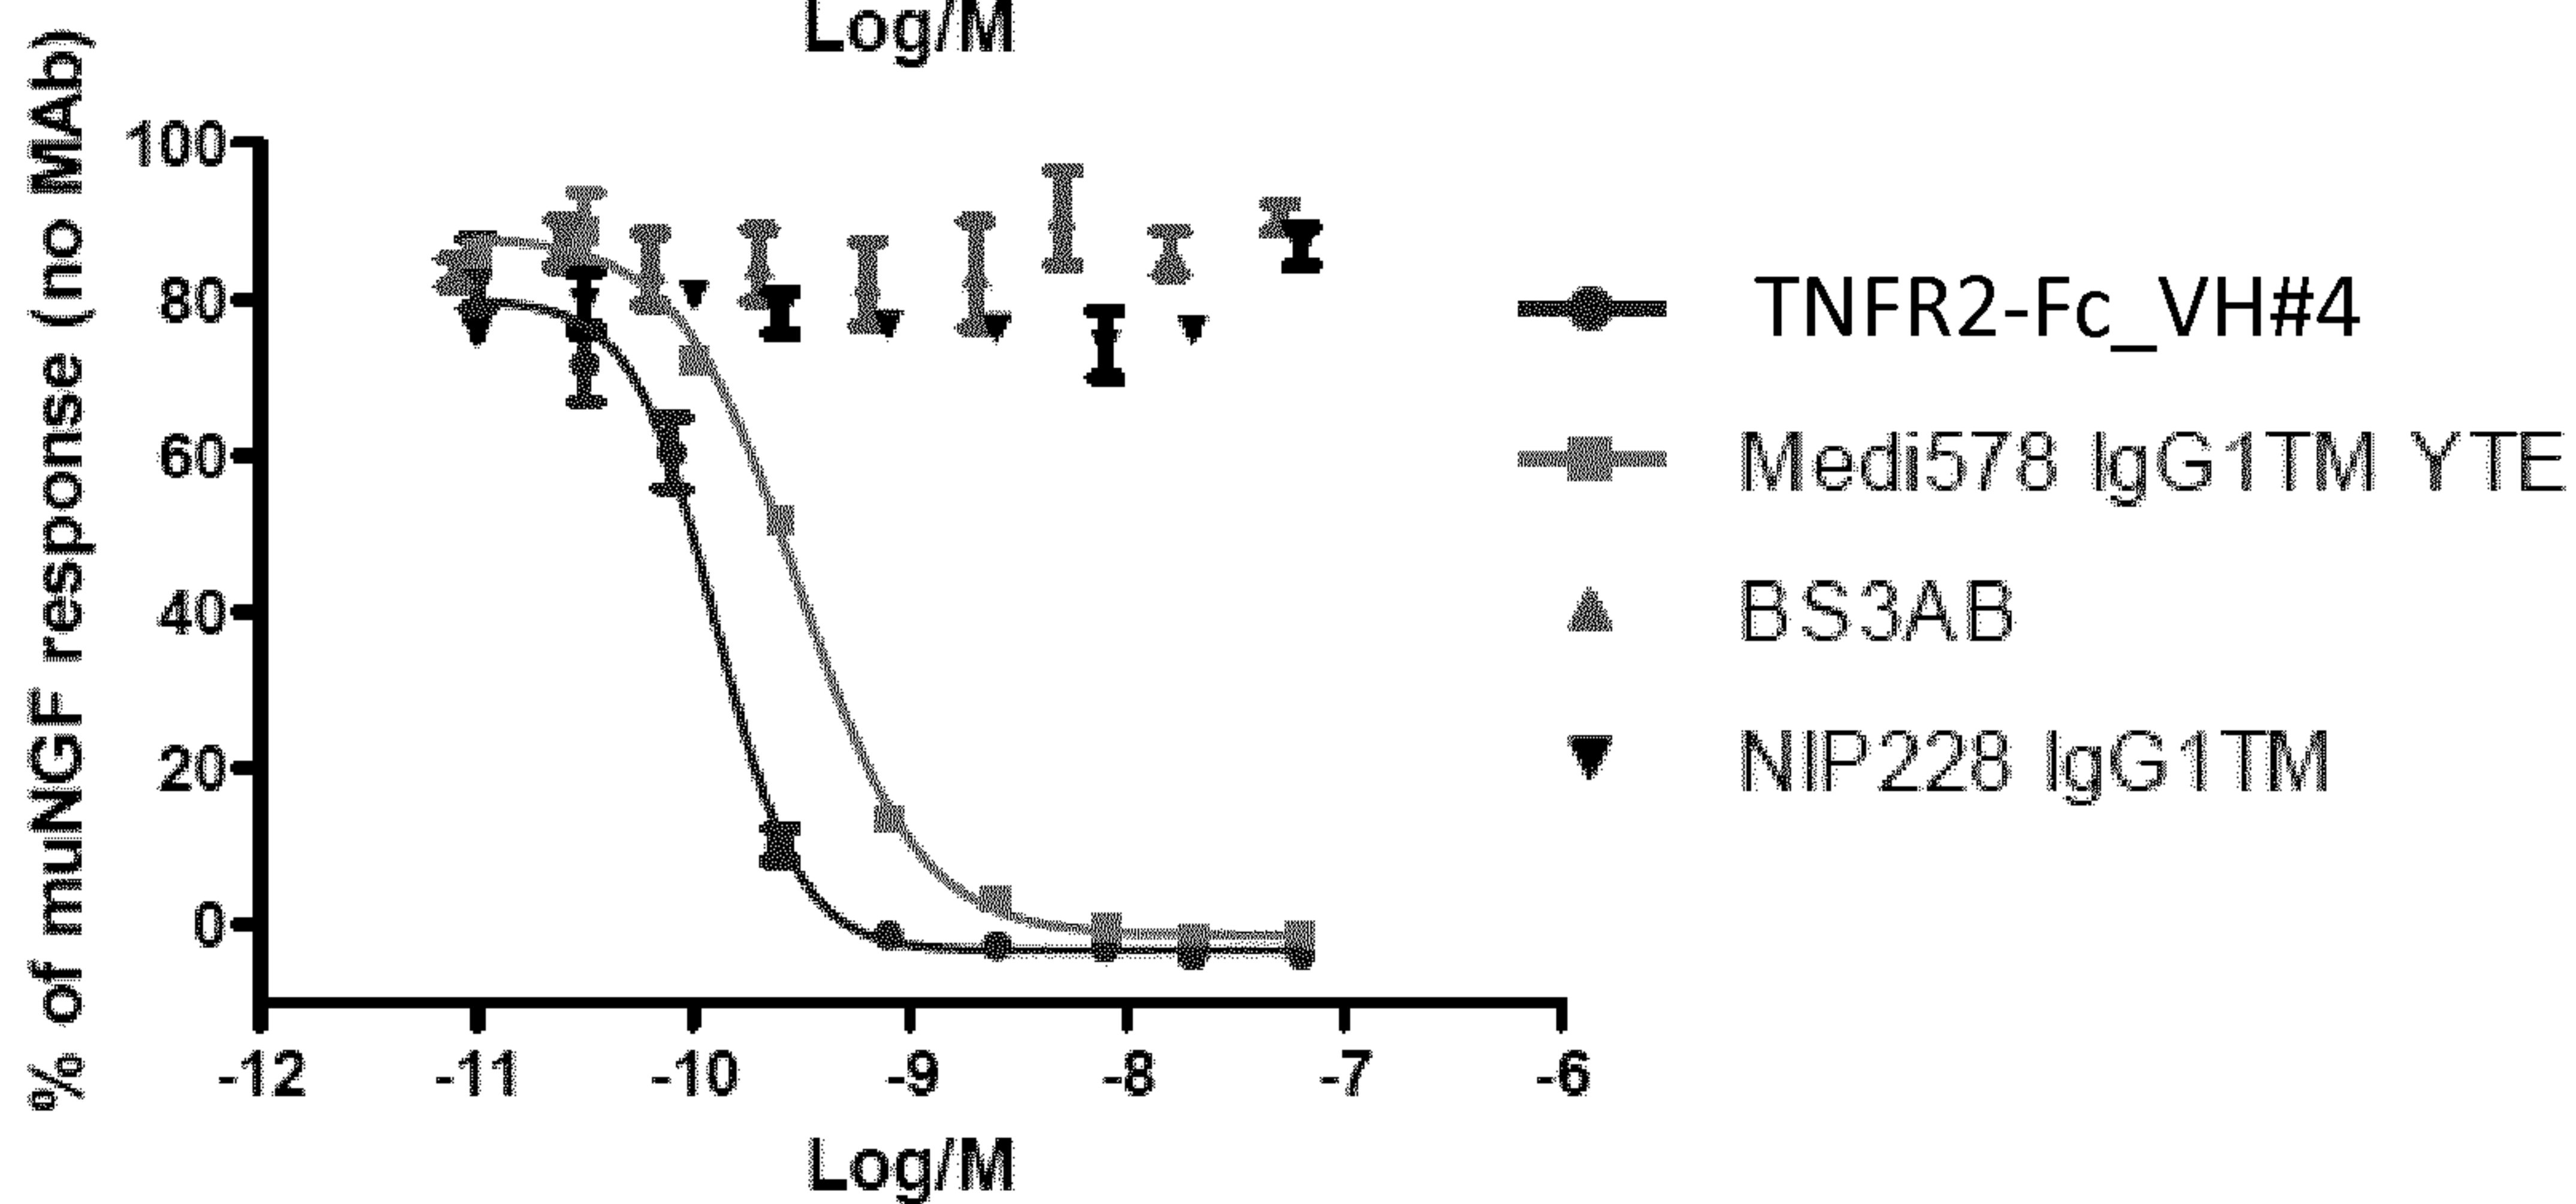 Log/M
% of muNGF response (no MAb)
100
80
60
40
20
0
-12 -11 -10 -9 -8 -7 -6
Log/M
TNFR2-Fc_VH#4
Medi578 IgG1TM YTE
BS3AB
NIP228 IgG1TM